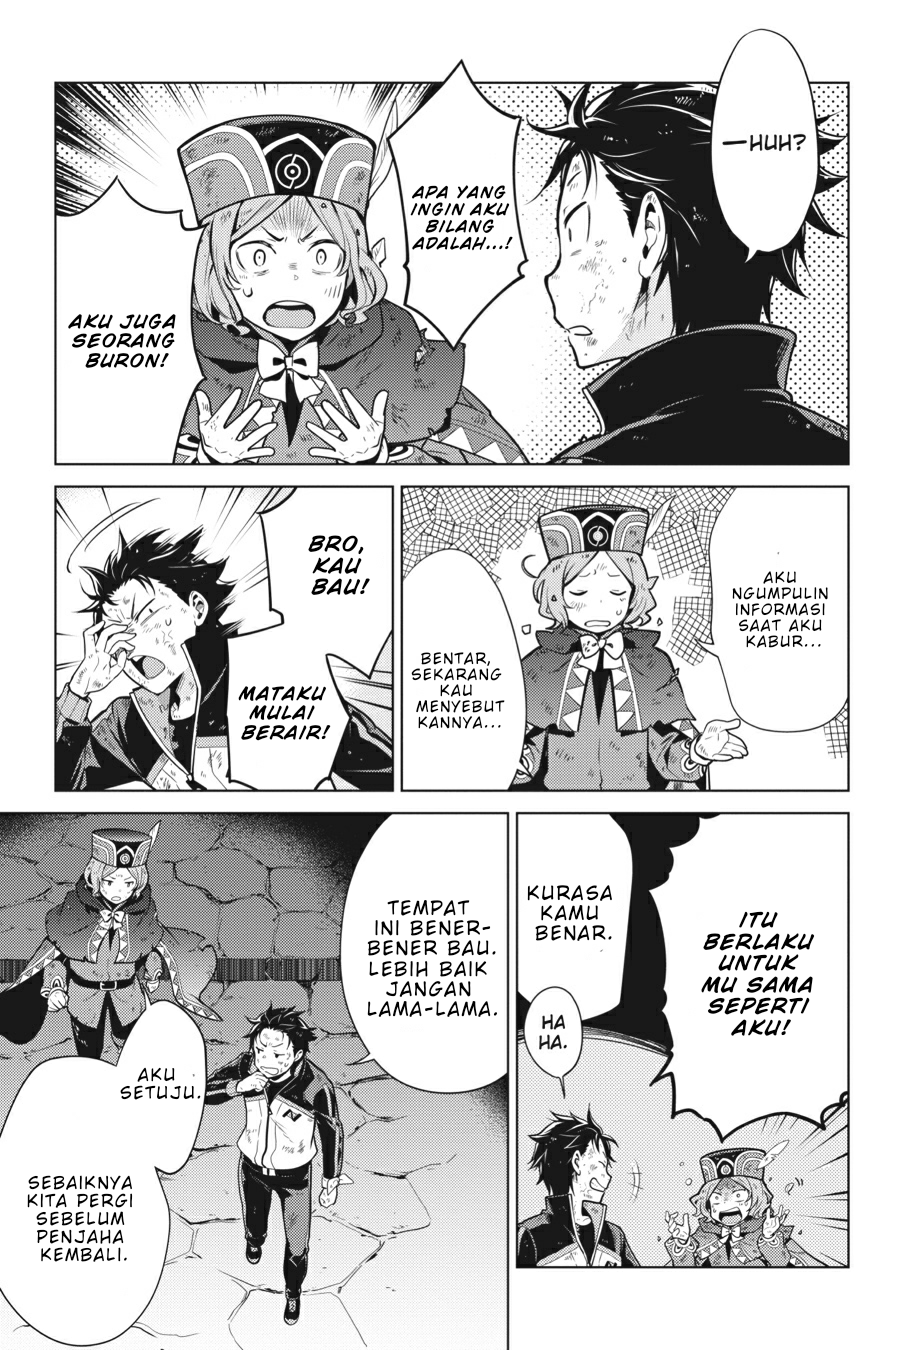 —HUH?
APA YANG
INGIN AKU
BILANG
ADALAH...!
AKU JUGA
SEORANG
BURON!
AKU
NGUMPULIN
INFORMASI
SAAT AKU
KABUR...
BENTAR,
SEKARANG
KAU
MENYEBUT
KANNYA...
BRO,
KAU
BAU!
MATAKU
MULAI
BERAIR!
ITU
BERLAKU
UNTUK
MU SAMA
SEPERTI
AKU!
KURASA
KAMU
BENAR.
HA
HA.
TEMPAT
INI BENER-
BENER BAU.
LEBIH BAIK
JANGAN
LAMA-LAMA.
AKU
SETUJU.
SEBAIKNYA
KITA PERGI
SEBELUM
PENJAHA
KEMBALI.
N